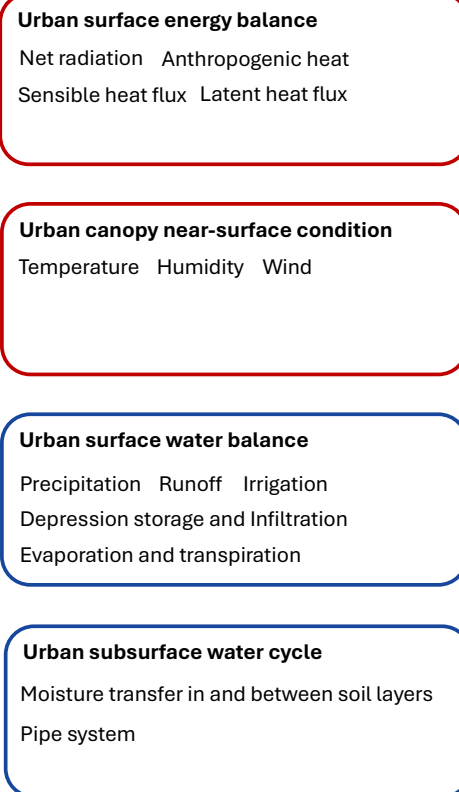 Urban surface energy balance
Net radiation Anthropogenic heat
Sensible heat flux Latent heat flux
Urban canopy near-surface condition
Temperature Humidity Wind
Urban surface water balance
Precipitation Runoff Irrigation
Depression storage and Infiltration
Evaporation and transpiration
Urban subsurface water cycle
Moisture transfer in and between soil layers
Pipe system